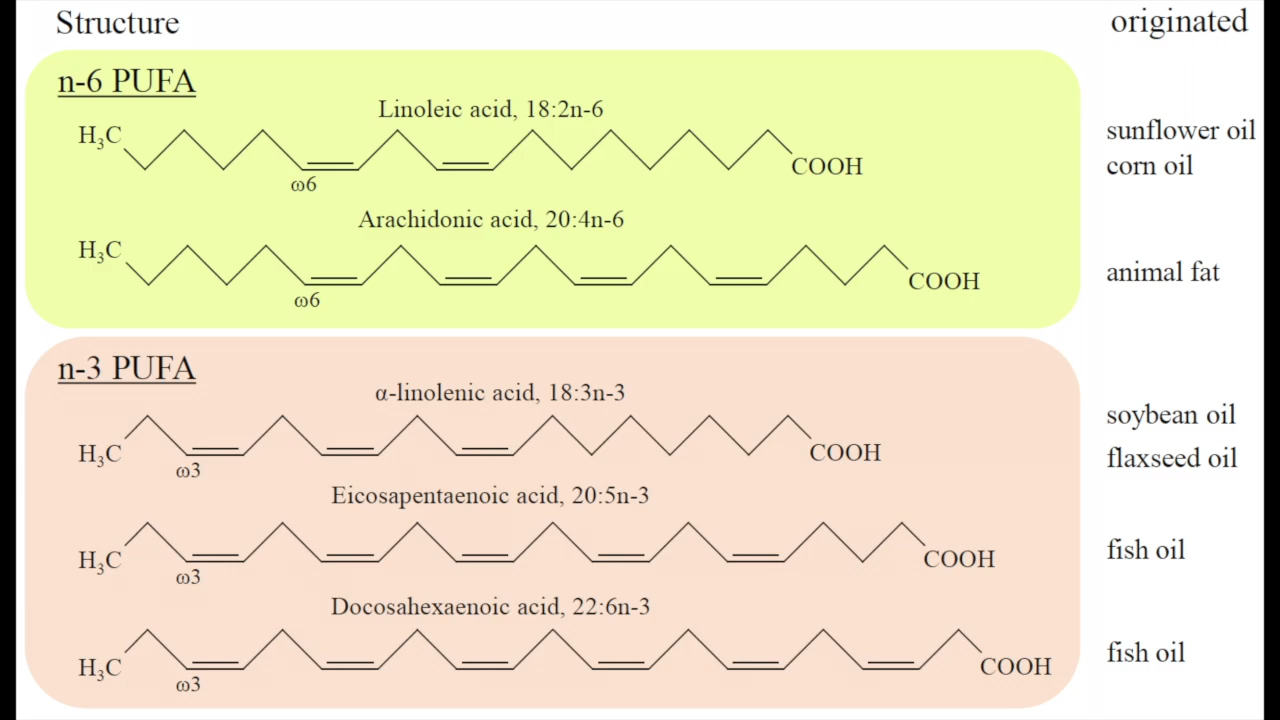 Structure originated
n-6 PUFA
Linoleic acid, 18:2n-6
H₃C
COOH
ω6
sunflower oil
corn oil
Arachidonic acid, 20:4n-6
H₃C
COOH
ω6
animal fat
n-3 PUFA
α-linolenic acid, 18:3n-3
H₃C
COOH
ω3
soybean oil
flaxseed oil
Eicosapentaenoic acid, 20:5n-3
H₃C
COOH
ω3
fish oil
Docosahexaenoic acid, 22:6n-3
H₃C
COOH
ω3
fish oil